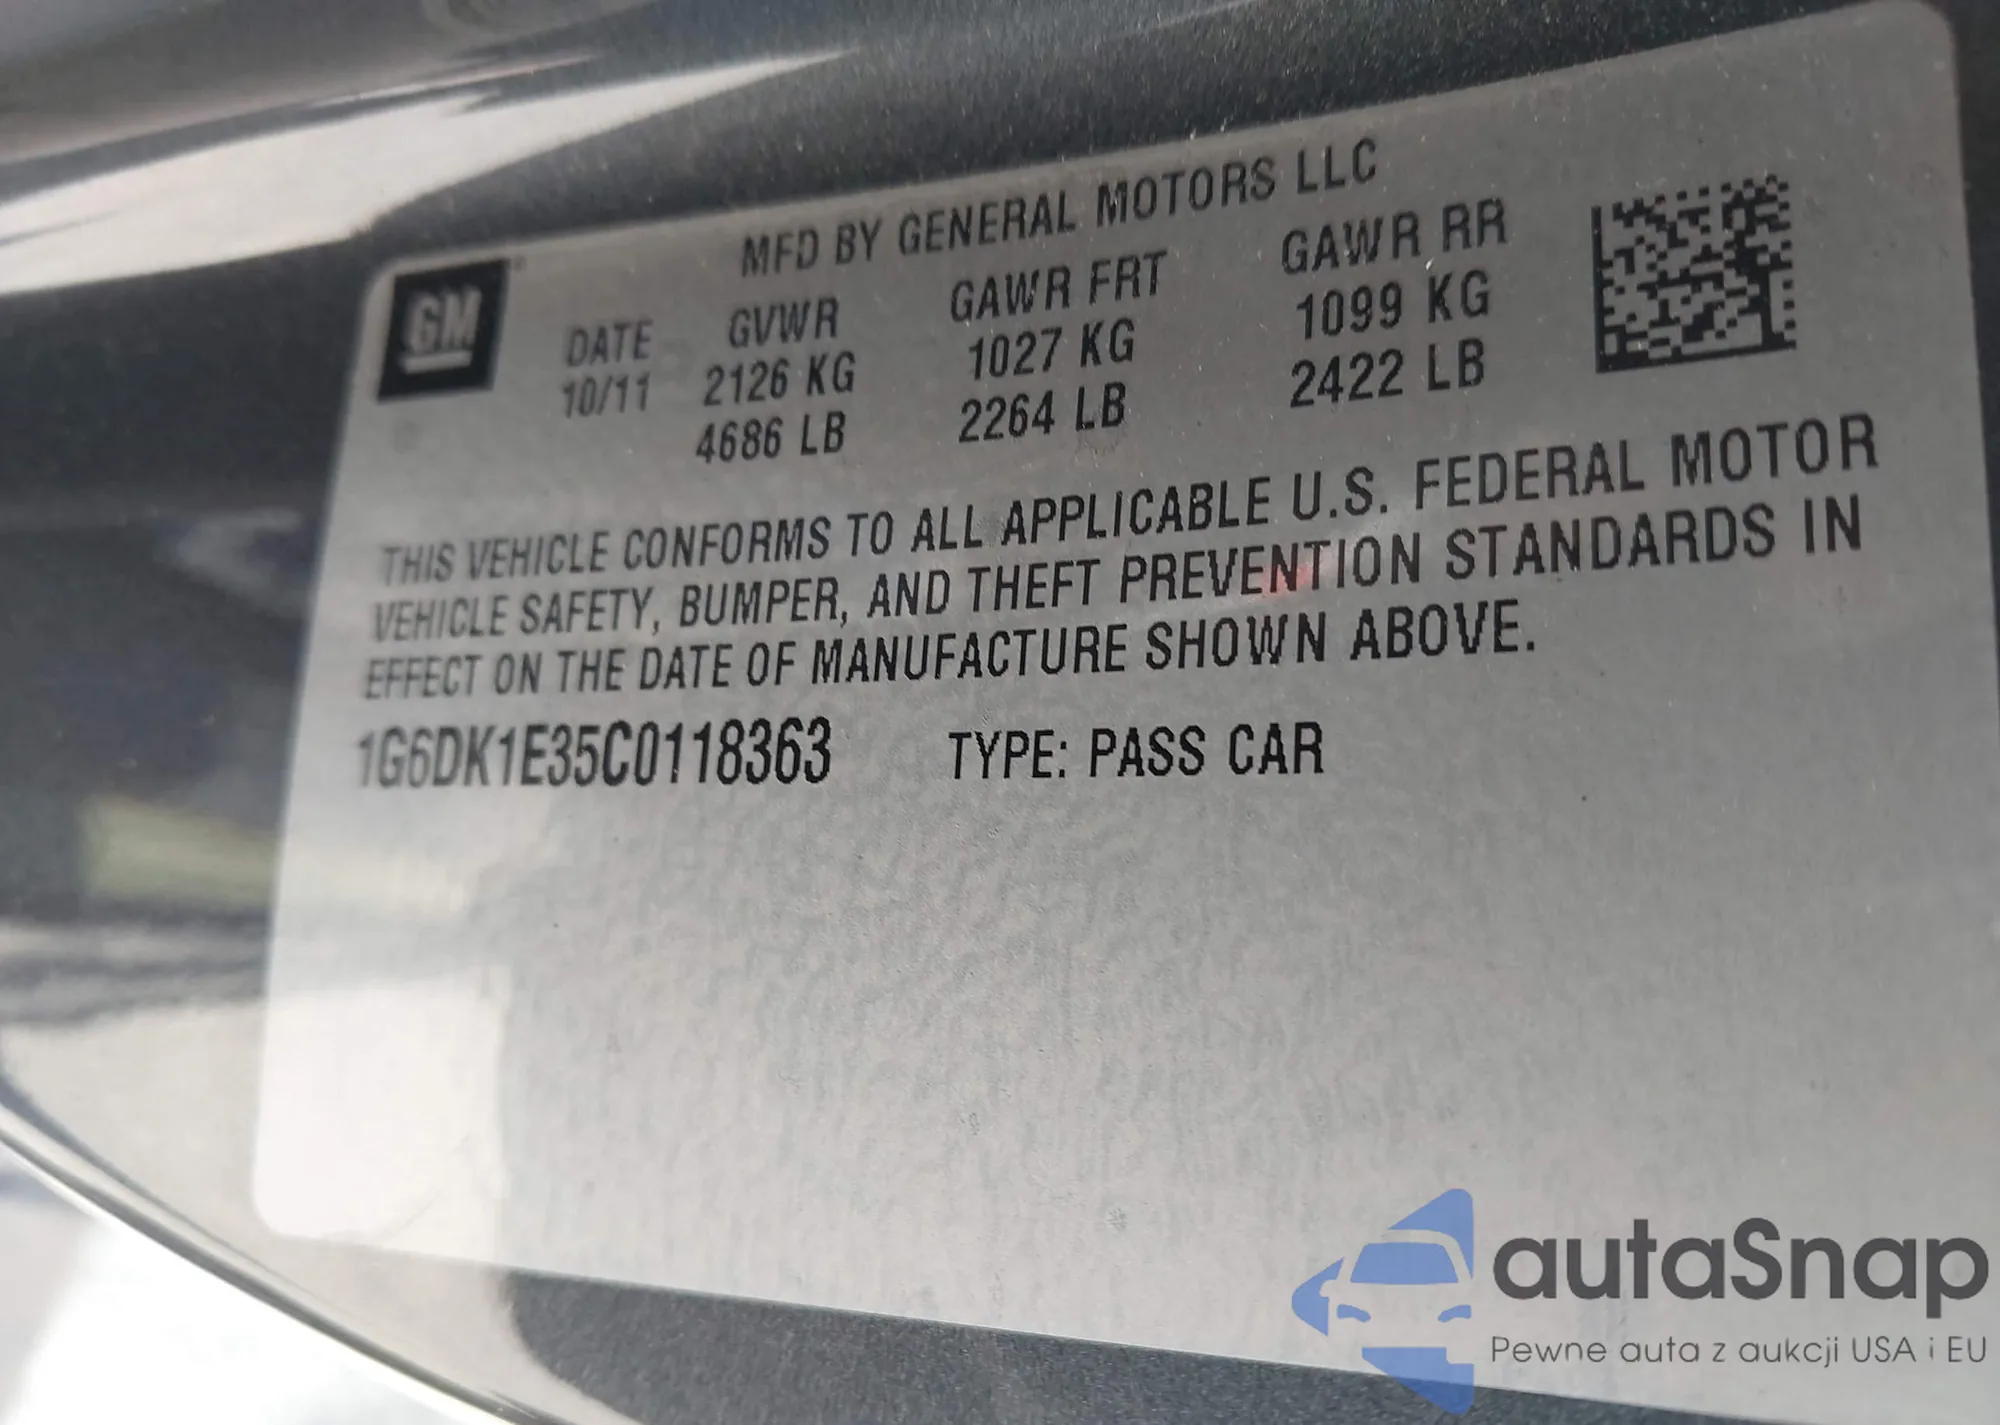 MFD BY GENERAL MOTORS LLC
GM
DATE GVWR GAWR FRT GAWR RR
10/11 2126 KG 1027 KG 1099 KG
4686 LB 2264 LB 2422 LB
THIS VEHICLE CONFORMS TO ALL APPLICABLE U.S. FEDERAL MOTOR
VEHICLE SAFETY, BUMPER, AND THEFT PREVENTION STANDARDS IN
EFFECT ON THE DATE OF MANUFACTURE SHOWN ABOVE.
1G6DK1E35C0118363 TYPE: PASS CAR
autaSnap
Pewne auta z aukcji USA i EU